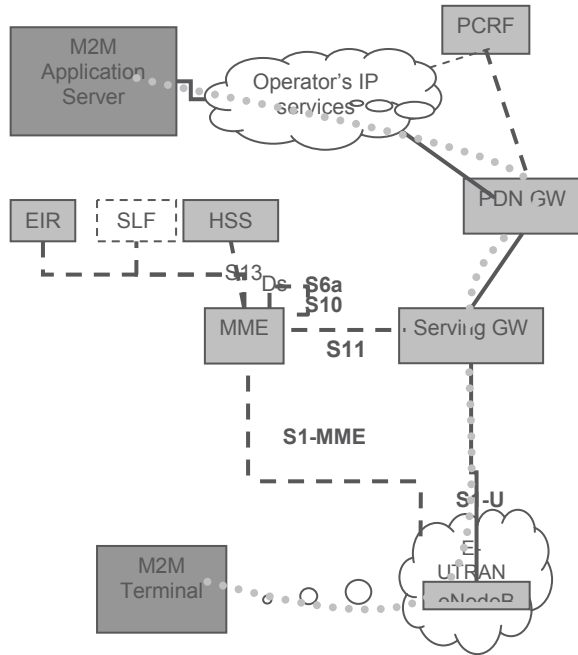 M2M
Application
Server
Operator's IP
services
PCRF
PDN GW
EIR
SLF
HSS
S13
Ds
S6a
S10
MME
S11
Serving GW
S1-MME
S1-U
E-
UTRAN
eNodeB
M2M
Terminal